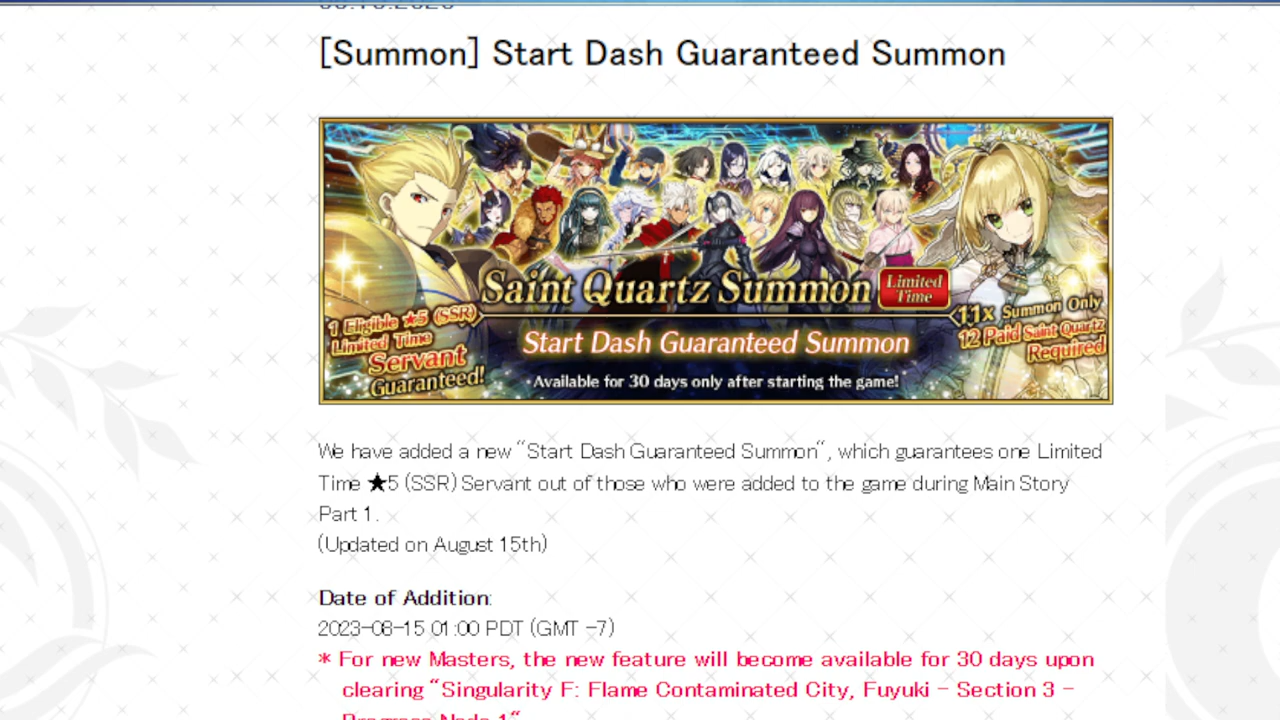 [Summon] Start Dash Guaranteed Summon
Saint Quartz Summon
Limited
Time
1 Eligible ★5 (SSR)
Limited Time
Servant
Guaranteed!
Start Dash Guaranteed Summon
Available for 30 days only after starting the game!
11x Summon Only
12 Paid Saint Quartz
Required
We have added a new “Start Dash Guaranteed Summon“, which guarantees one Limited
Time ★5 (SSR) Servant out of those who were added to the game during Main Story
Part 1.
(Updated on August 15th)
Date of Addition:
2023-08-15 01:00 PDT (GMT -7)
* For new Masters, the new feature will become available for 30 days upon
clearing “Singularity F: Flame Contaminated City, Fuyuki - Section 3 -
Progress Node 1“